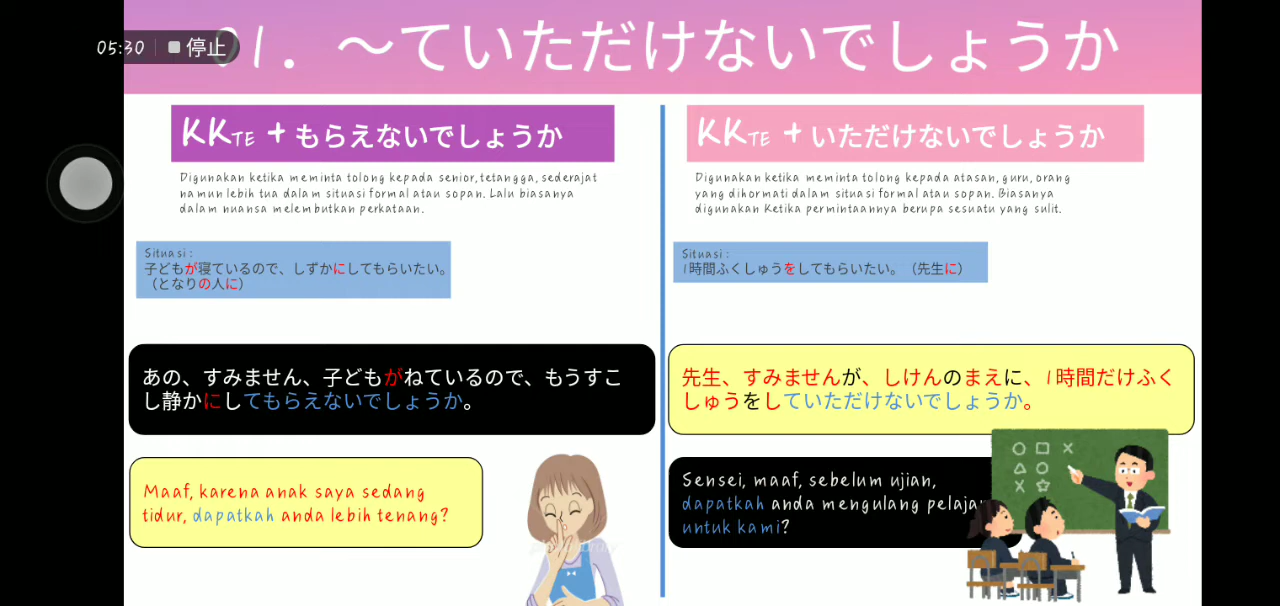 05:30 停止
01. ～ていただけないでしょうか
KKTE + もらえないでしょうか
Digunakan ketika meminta tolong kepada senior, tetangga, sederajat
namun lebih tua dalam situasi formal atau sopan. Lalu biasanya
dalam nuansa melembutkan perkataan.
Situasi :
子どもが寝ているので、しずかにしてもらいたい。
（となりの人に）
あの、すみません、子どもがねているので、もうすこ
し静かにしてもらえないでしょうか。
Maaf, karena anak saya sedang
tidur, dapatkah anda lebih tenang?
KKTE + いただけないでしょうか
Digunakan ketika meminta tolong kepada atasan, guru, orang
yang dikormati dalam situasi formal atau sopan. Biasanya
digunakan Ketika permintaannya berupa sesuatu yang sulit.
Situasi :
1時間ふくしゅうをしてもらいたい。（先生に）
先生、すみませんが、しけんのまえに、1時間だけふく
しゅうをしていただけないでしょうか。
Sensei, maaf, sebelum ujian,
dapatkah anda mengulang pelaja
untuk kami?